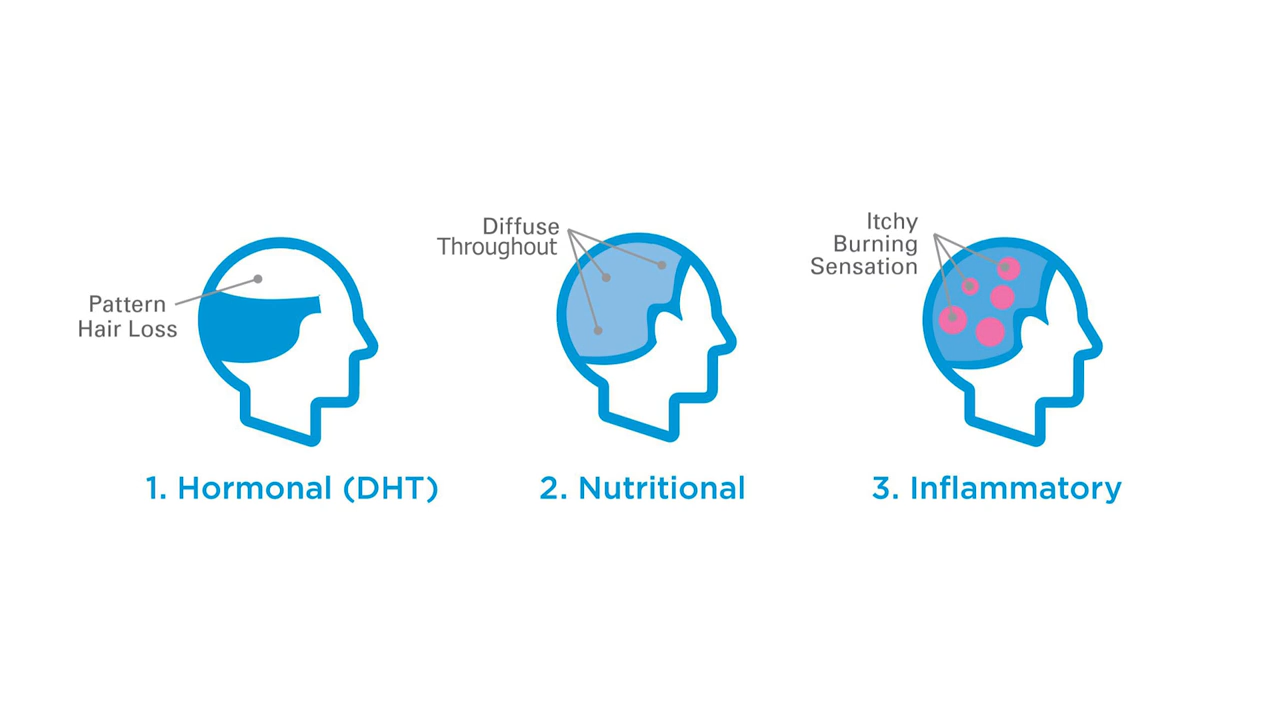 Pattern
Hair Loss
1. Hormonal (DHT)
Diffuse
Throughout
2. Nutritional
Itchy
Burning
Sensation
3. Inflammatory